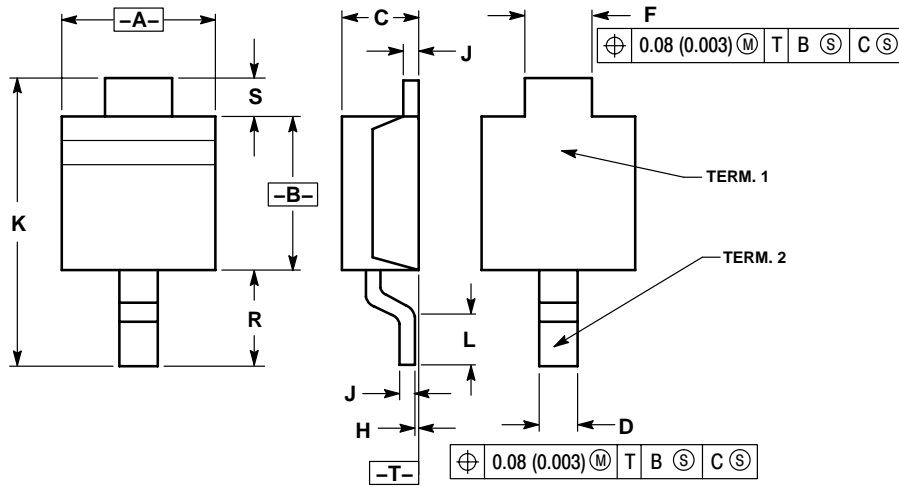 –A–
C
F
⌖ 0.08 (0.003) Ⓜ T B Ⓢ C Ⓢ
J
S
–B–
K
TERM. 1
TERM. 2
R
L
J
H
D
–T–
⌖ 0.08 (0.003) Ⓜ T B Ⓢ C Ⓢ